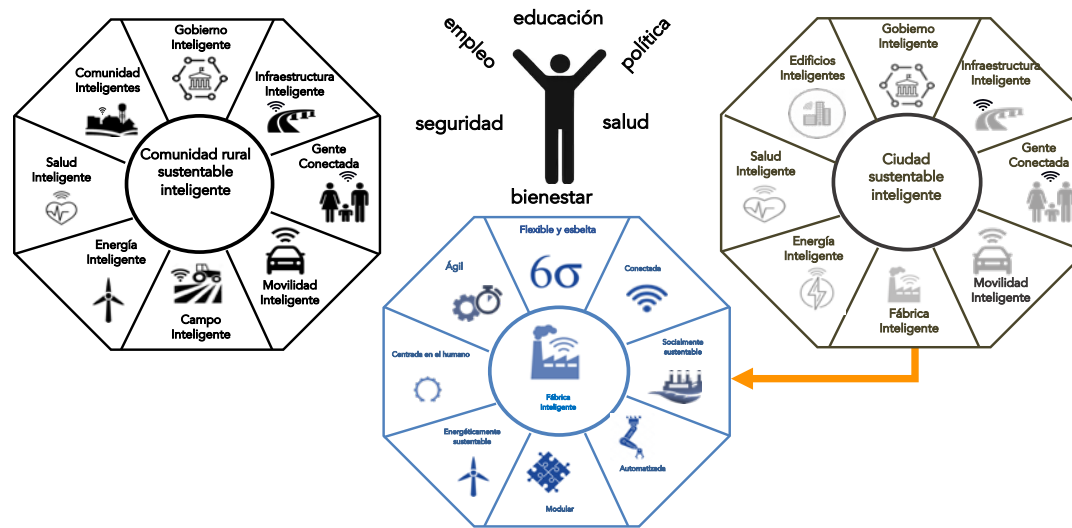 Gobierno
Inteligente
Infraestructura
Inteligente
Gente
Conectada
Movilidad
Inteligente
Campo
Inteligente
Energía
Inteligente
Salud
Inteligente
Comunidad
Inteligentes
Comunidad rural
sustentable
inteligente
empleo
educación
política
seguridad
salud
bienestar
Gobierno
Inteligente
Infraestructura
Inteligente
Gente
Conectada
Movilidad
Inteligente
Fábrica
Inteligente
Energía
Inteligente
Salud
Inteligente
Edificios
Inteligentes
Ciudad
sustentable
inteligente
Flexible y esbelta
6σ
Conectada
Socialmente
sustentable
Automatizada
Modular
Energéticamente
sustentable
Centrada en el humano
Ágil
Fábrica
Inteligente